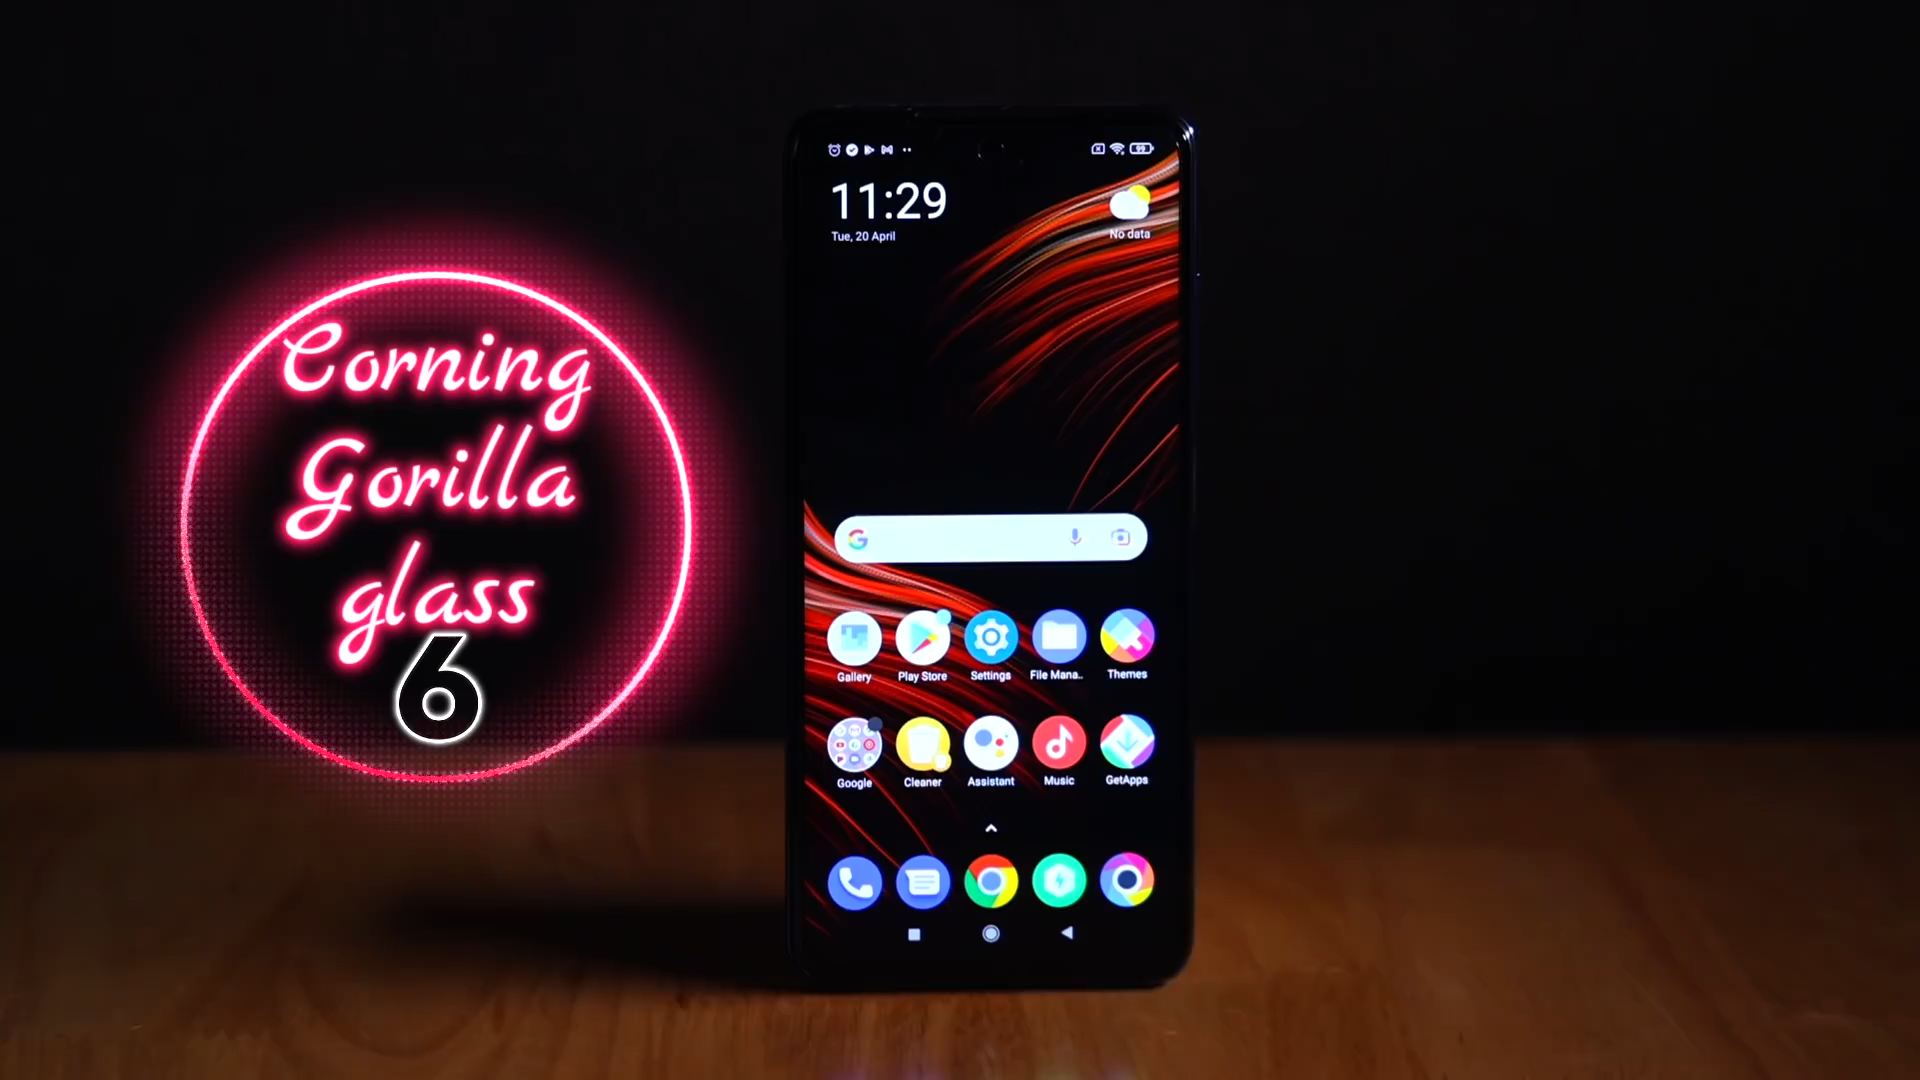 Corning
Gorilla
glass
6
99
11:29
Tue, 20 April
No data
G
Gallery
Play Store
Settings
File Mana..
Themes
Google
Cleaner
Assistant
Music
GetApps